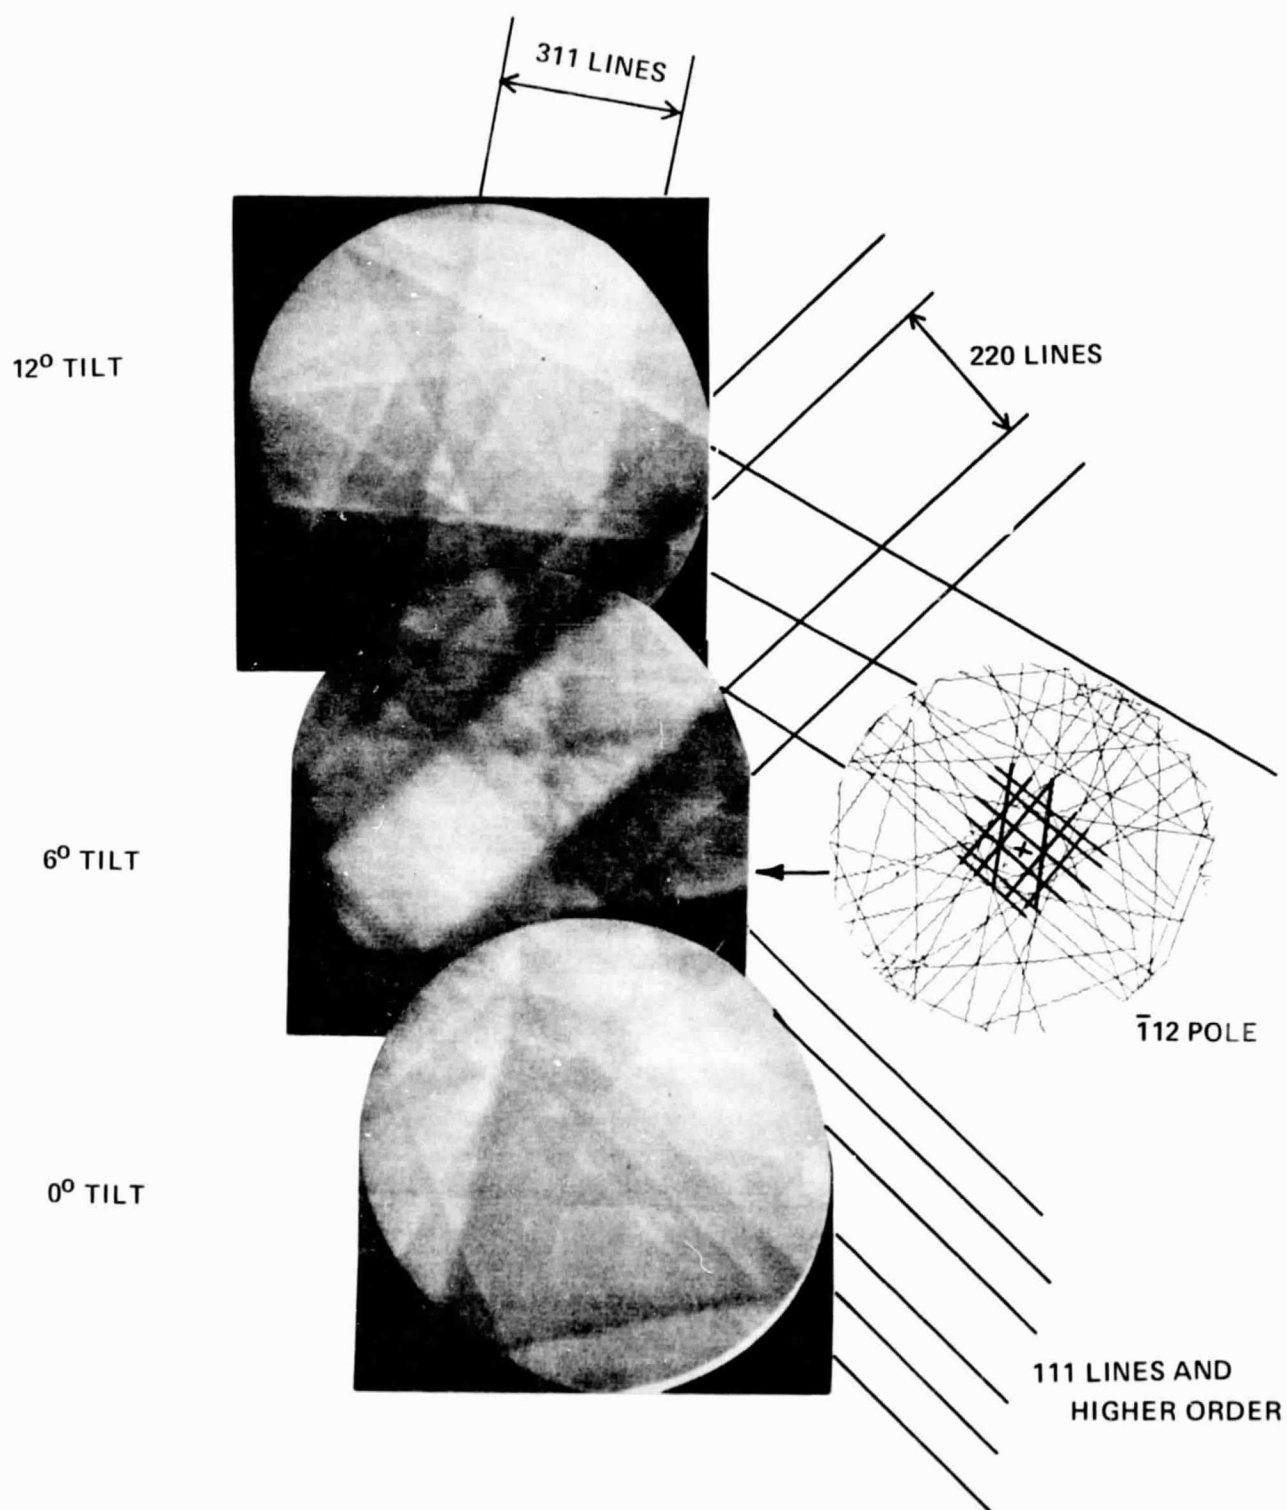 311 LINES
12° TILT
220 LINES
6° TILT
1̅12 POLE
0° TILT
111 LINES AND
HIGHER ORDER